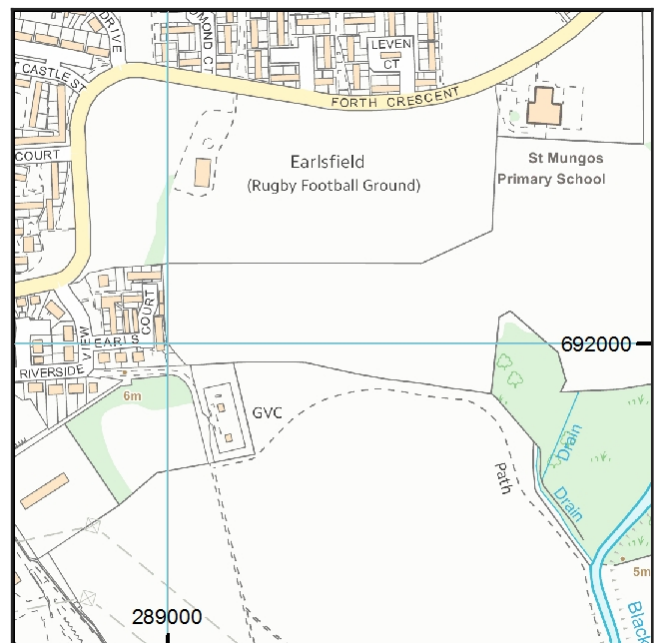 DRIVE
MOND CT
LEVEN
CT
T CASTLE ST
FORTH CRESCENT
COURT
Earlsfield
(Rugby Football Ground)
St Mungos
Primary School
COURT
VIEW
EARLS
692000
RIVERSIDE
6m
GVC
Drain
Path
Drain
5m
289000
Black